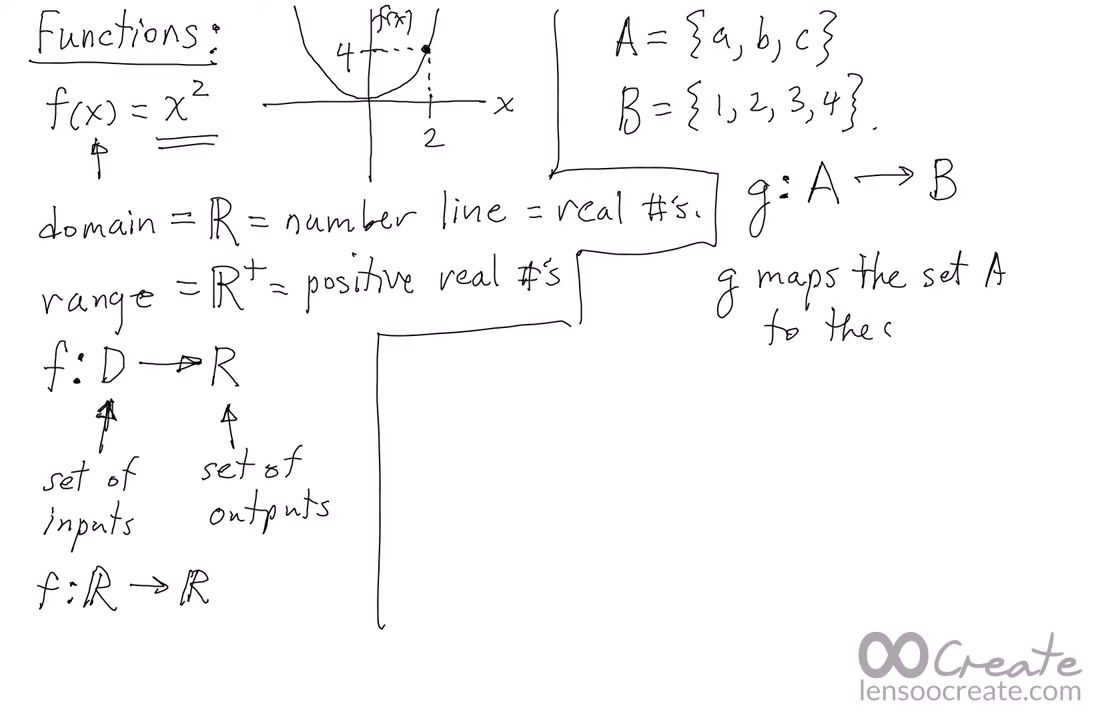 Functions:
f(x) = x²
f(x)
4
2
x
domain = ℝ = number line = real #'s.
range = ℝ⁺ = positive real #'s
f: D → R
set of inputs
set of outputs
f: ℝ → ℝ
A = {a, b, c}
B = {1, 2, 3, 4}.
g: A → B
g maps the set A
to the
Create
lensoocreate.com